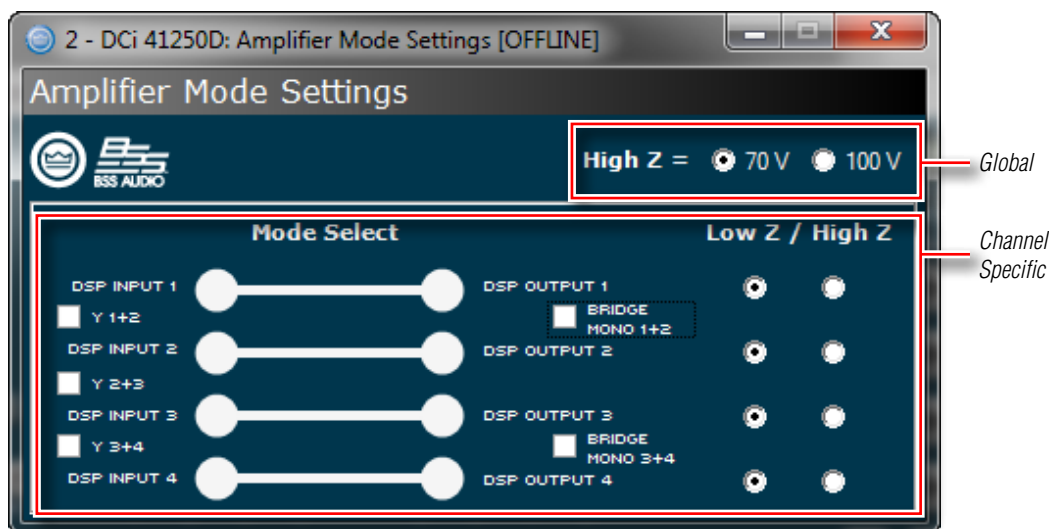 2 - DCi 41250D: Amplifier Mode Settings [OFFLINE]
X
Amplifier Mode Settings
BSS
BSS AUDIO
High Z = 70 V 100 V
Global
Mode Select
Low Z / High Z
Channel
Specific
DSP INPUT 1
DSP OUTPUT 1
Y 1+2
BRIDGE
MONO 1+2
DSP INPUT 2
DSP OUTPUT 2
Y 2+3
DSP INPUT 3
DSP OUTPUT 3
Y 3+4
BRIDGE
MONO 3+4
DSP INPUT 4
DSP OUTPUT 4